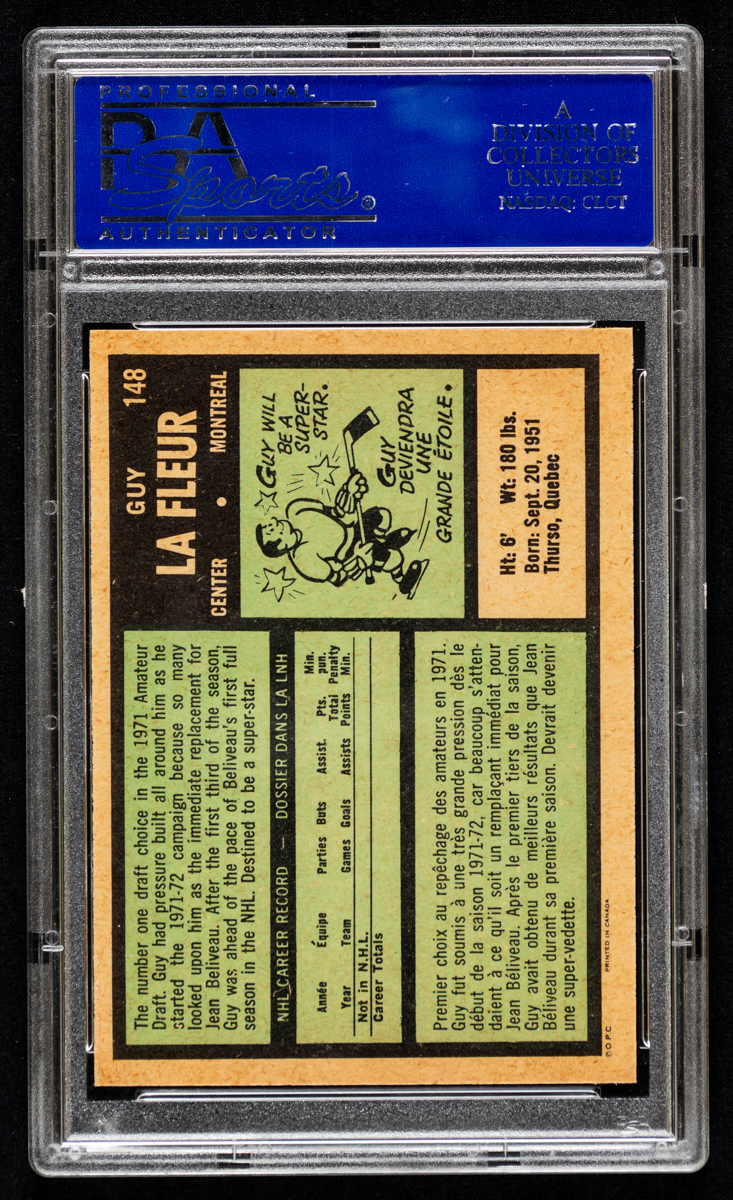 PROFESSIONAL
PSA
Sports®
AUTHENTICATOR
A
DIVISION OF
COLLECTORS
UNIVERSE
NASDAQ: CLCT
GUY 148
LA FLEUR
CENTER • MONTREAL
GUY WILL
BE A
SUPER-
STAR.
GUY
DEVIENDRA
UNE
GRANDE ÉTOILE.
Ht: 6' Wt: 180 lbs.
Born: Sept. 20, 1951
Thurso, Quebec
The number one draft choice in the 1971 Amateur
Draft. Guy had pressure built all around him as he
started the 1971-72 campaign because so many
looked upon him as the immediate replacement for
Jean Beliveau. After the first third of the season,
Guy was ahead of the pace of Beliveau's first full
season in the NHL. Destined to be a super-star.
NHL CAREER RECORD — DOSSIER DANS LA LNH
Min.
Pts. pun.
Année Équipe Parties Buts Assist. Total Penalty
Year Team Games Goals Assists Points Min.
Not in N.H.L.
Career Totals
Premier choix au repêchage des amateurs en 1971.
Guy fut soumis à une très grande pression dès le
début de la saison 1971-72, car beaucoup s'atten-
daient à ce qu'il soit un remplaçant immédiat pour
Jean Béliveau. Après le premier tiers de la saison,
Guy avait obtenu de meilleurs résultats que Jean
Béliveau durant sa première saison. Devrait devenir
une super-vedette.
© O.P.C. PRINTED IN CANADA